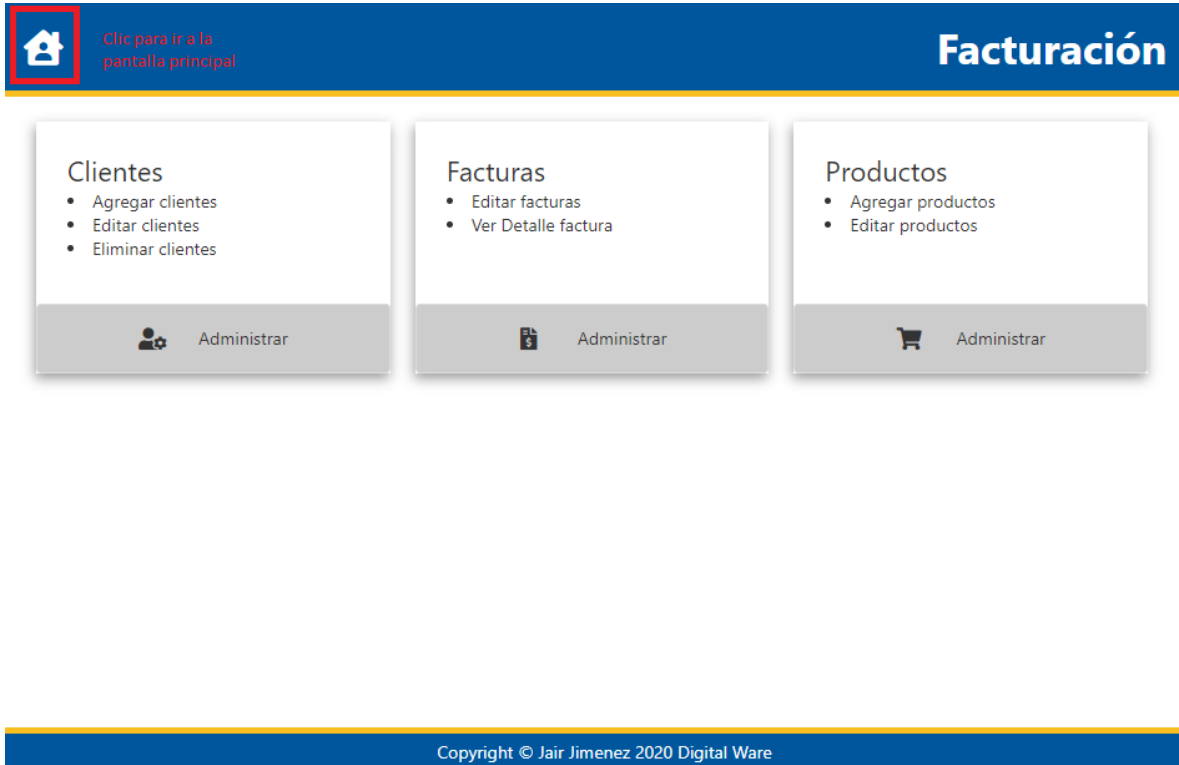 Clic para ir a la
pantalla principal
Facturación
Clientes
Agregar clientes
Editar clientes
Eliminar clientes
Administrar
Facturas
Editar facturas
Ver Detalle factura
Administrar
Productos
Agregar productos
Editar productos
Administrar
Copyright © Jair Jimenez 2020 Digital Ware